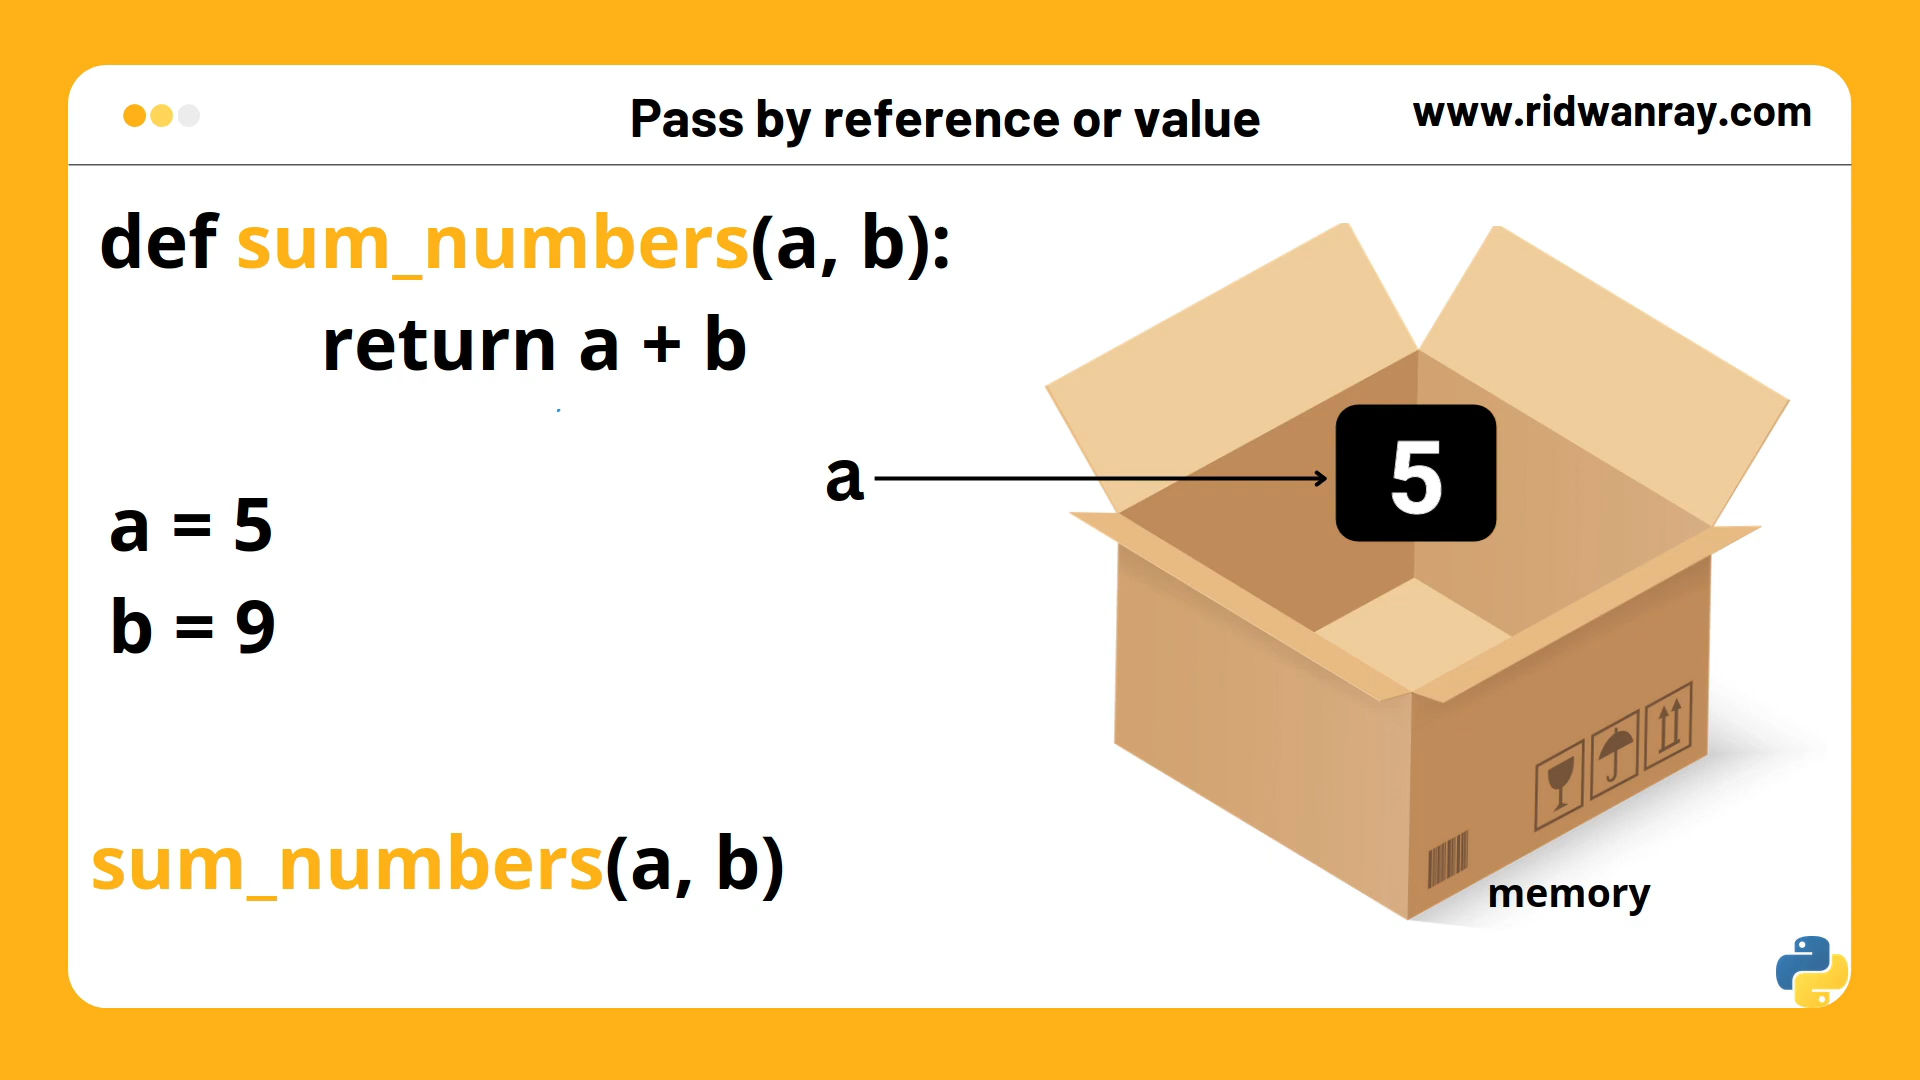 Pass by reference or value
www.ridwanray.com
def sum_numbers(a, b):
return a + b
a
5
a = 5
b = 9
sum_numbers(a, b)
memory